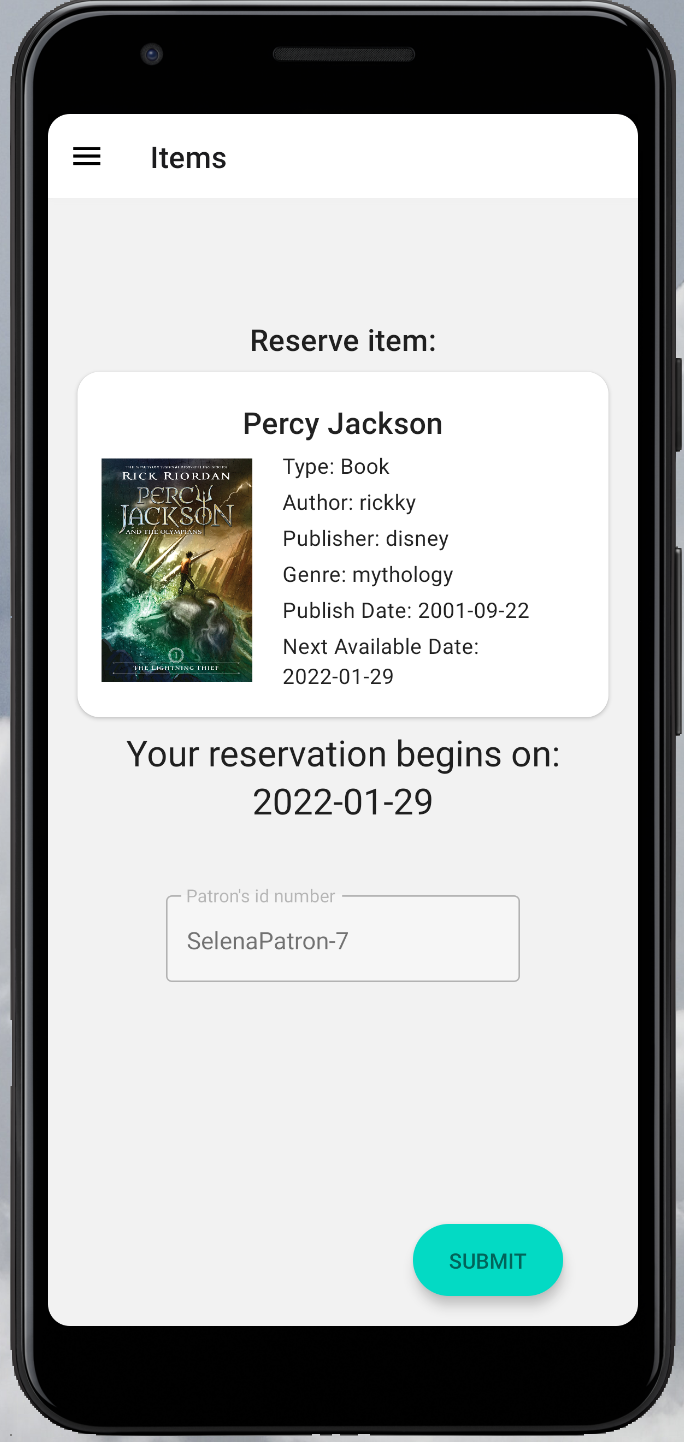 Items
Reserve item:
Percy Jackson
RICK RIORDAN
PERCY
JACKSON
AND THE OLYMPIANS
1
THE LIGHTNING THIEF
Type: Book
Author: rickky
Publisher: disney
Genre: mythology
Publish Date: 2001-09-22
Next Available Date:
2022-01-29
Your reservation begins on:
2022-01-29
Patron's id number
SelenaPatron-7
SUBMIT